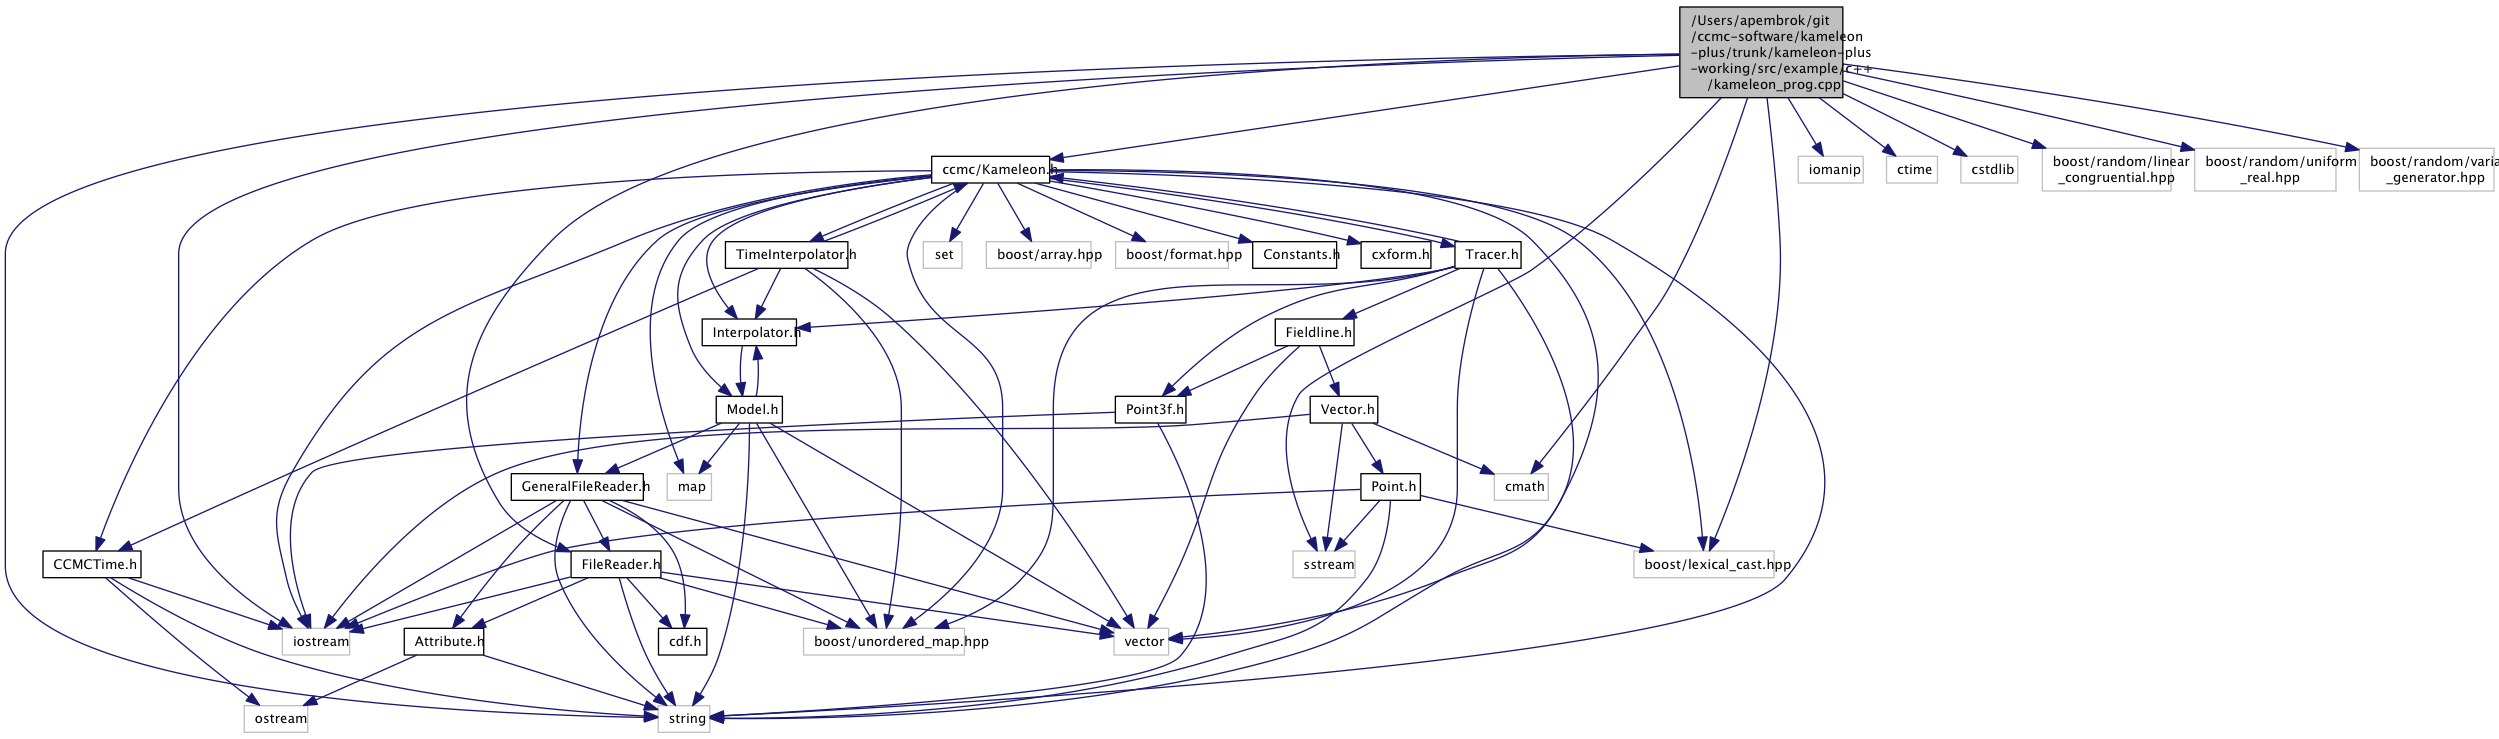 /Users/apembrok/git
/ccmc-software/kameleon
-plus/trunk/kameleon-plus
-working/src/example/c++
/kameleon_prog.cpp
ccmc/Kameleon.h
iomanip
ctime
cstdlib
boost/random/linear
_congruential.hpp
boost/random/uniform
_real.hpp
boost/random/varia
_generator.hpp
TimeInterpolator.h
set
boost/array.hpp
boost/format.hpp
Constants.h
cxform.h
Tracer.h
Interpolator.h
Fieldline.h
Model.h
Point3f.h
Vector.h
GeneralFileReader.h
map
Point.h
cmath
CCMCTime.h
FileReader.h
sstream
boost/lexical_cast.hpp
iostream
Attribute.h
cdf.h
boost/unordered_map.hpp
vector
ostream
string